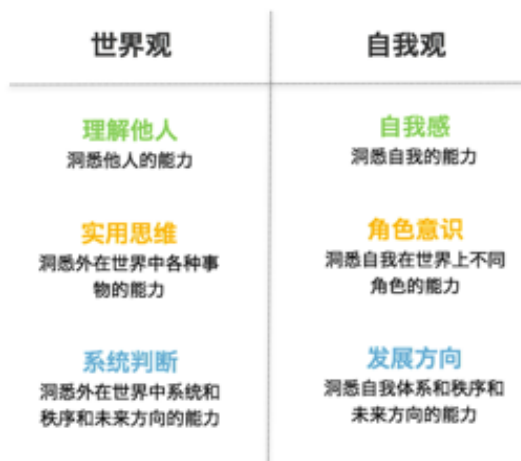 世界观
自我观
理解他人
洞悉他人的能力
自我感
洞悉自我的能力
实用思维
洞悉外在世界中各种事
物的能力
角色意识
洞悉自我在世界上不同
角色的能力
系统判断
洞悉外在世界中系统和
秩序和未来方向的能力
发展方向
洞悉自我体系和秩序和
未来方向的能力